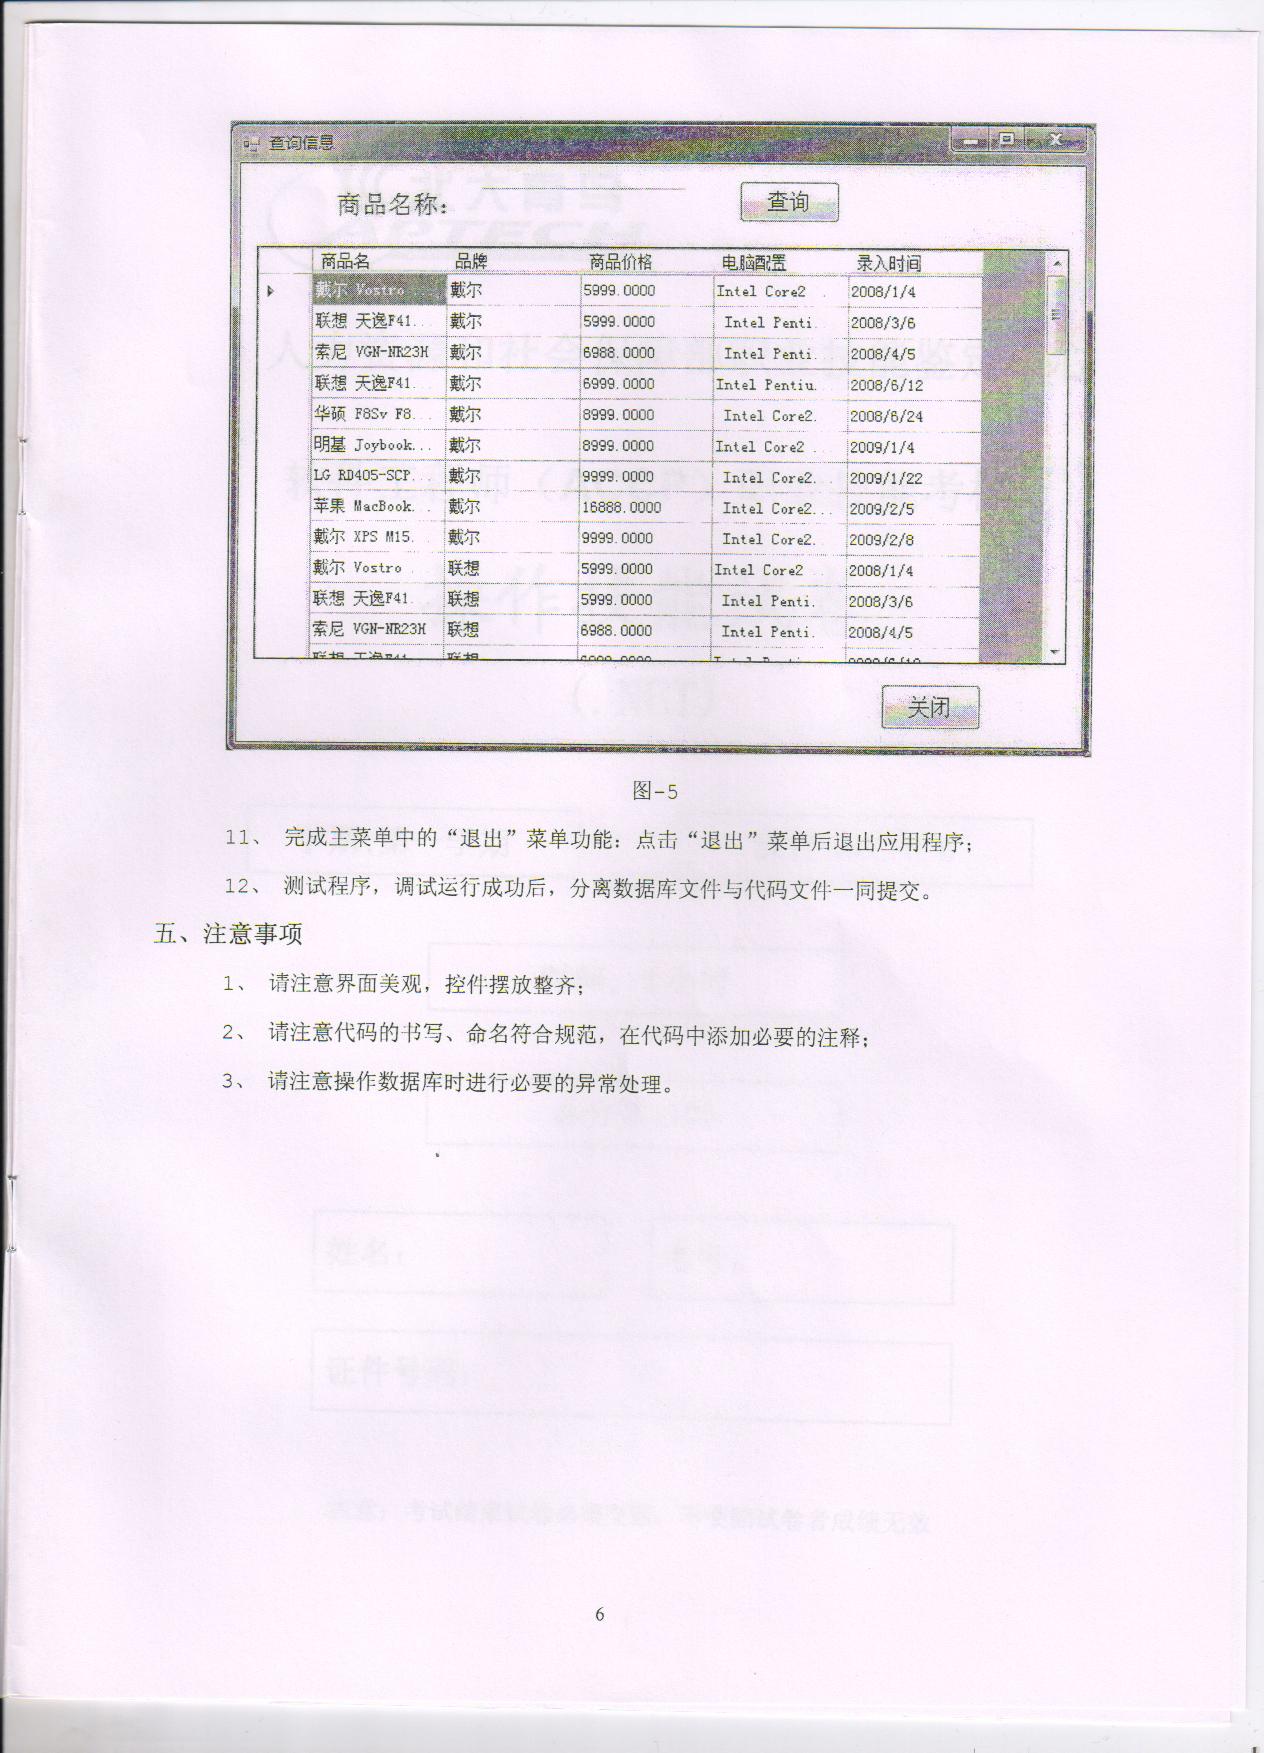 查询信息
商品名称： 查询
商品名 品牌 商品价格 电脑配置 录入时间
戴尔 Vostro ... 戴尔 5999.0000 Intel Core2 . 2008/1/4
联想 天逸F41... 戴尔 5999.0000 Intel Penti. 2008/3/6
索尼 VGN-NR23H 戴尔 6988.0000 Intel Penti. 2008/4/5
联想 天逸F41... 戴尔 6999.0000 Intel Pentiu. 2008/6/12
华硕 F8Sv F8... 戴尔 8999.0000 Intel Core2. 2008/6/24
明基 Joybook... 戴尔 8999.0000 Intel Core2 .. 2009/1/4
LG RD405-SCP... 戴尔 9999.0000 Intel Core2.. 2009/1/22
苹果 MacBook.. 戴尔 16888.0000 Intel Core2... 2009/2/5
戴尔 XPS M15. 戴尔 9999.0000 Intel Core2. 2009/2/8
戴尔 Vostro . 联想 5999.0000 Intel Core2 .. 2008/1/4
联想 天逸F41. 联想 5999.0000 Intel Penti. 2008/3/6
索尼 VGN-NR23H 联想 6988.0000 Intel Penti. 2008/4/5
关闭
图-5
11、 完成主菜单中的“退出”菜单功能：点击“退出”菜单后退出应用程序；
12、 测试程序，调试运行成功后，分离数据库文件与代码文件一同提交。
五、注意事项
1、 请注意界面美观，控件摆放整齐；
2、 请注意代码的书写、命名符合规范，在代码中添加必要的注释；
3、 请注意操作数据库时进行必要的异常处理。
6